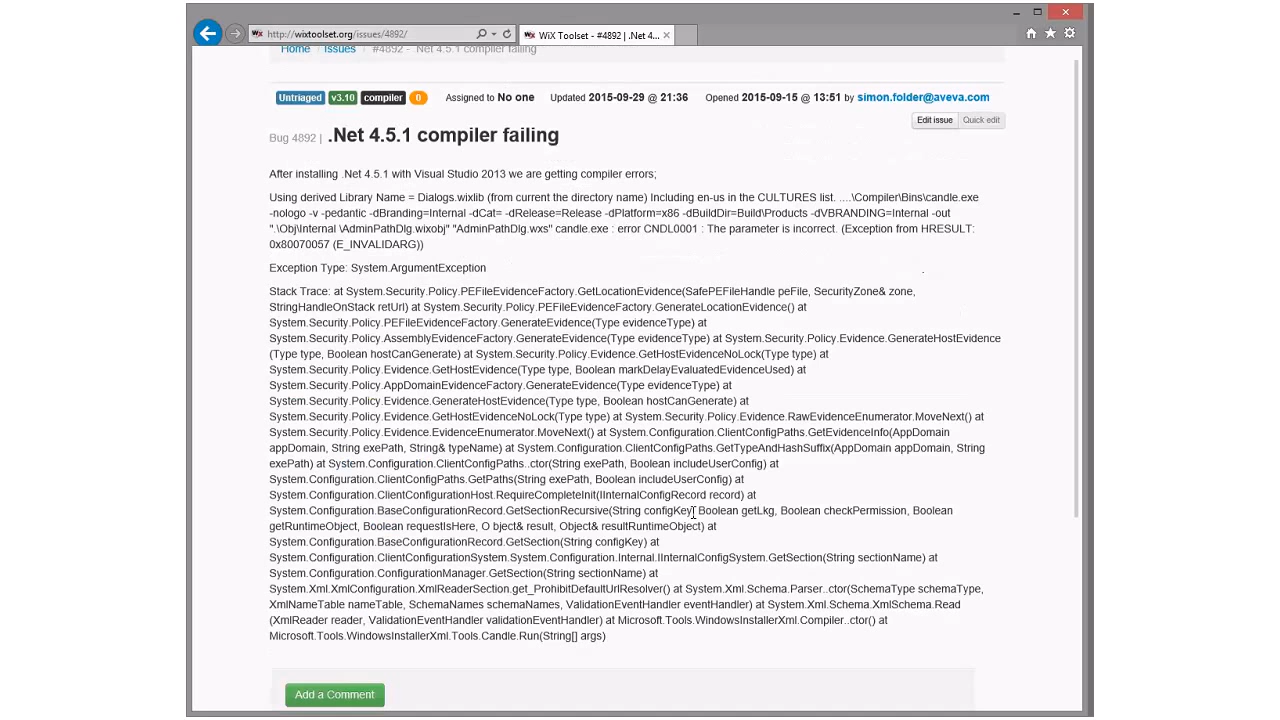 http://wixtoolset.org/issues/4892/
WiX Toolset - #4892 | .Net 4....
Home / Issues / #4892 - .Net 4.5.1 compiler failing
Untriaged v3.10 compiler 0 Assigned to No one Updated 2015-09-29 @ 21:36 Opened 2015-09-15 @ 13:51 by simon.folder@aveva.com
Edit issue Quick edit
Bug 4892 | .Net 4.5.1 compiler failing
After installing .Net 4.5.1 with Visual Studio 2013 we are getting compiler errors;
Using derived Library Name = Dialogs.wixlib (from current the directory name) Including en-us in the CULTURES list. ....\Compiler\Bins\candle.exe
-nologo -v -pedantic -dBranding=Internal -dCat= -dRelease=Release -dPlatform=x86 -dBuildDir=Build\Products -dVBRANDING=Internal -out
".\Obj\Internal \AdminPathDlg.wixobj" "AdminPathDlg.wxs" candle.exe : error CNDL0001 : The parameter is incorrect. (Exception from HRESULT:
0x80070057 (E_INVALIDARG))
Exception Type: System.ArgumentException
Stack Trace: at System.Security.Policy.PEFileEvidenceFactory.GetLocationEvidence(SafePEFileHandle peFile, SecurityZone& zone,
StringHandleOnStack retUrl) at System.Security.Policy.PEFileEvidenceFactory.GenerateLocationEvidence() at
System.Security.Policy.PEFileEvidenceFactory.GenerateEvidence(Type evidenceType) at
System.Security.Policy.AssemblyEvidenceFactory.GenerateEvidence(Type evidenceType) at System.Security.Policy.Evidence.GenerateHostEvidence
(Type type, Boolean hostCanGenerate) at System.Security.Policy.Evidence.GetHostEvidenceNoLock(Type type) at
System.Security.Policy.Evidence.GetHostEvidence(Type type, Boolean markDelayEvaluatedEvidenceUsed) at
System.Security.Policy.AppDomainEvidenceFactory.GenerateEvidence(Type evidenceType) at
System.Security.Policy.Evidence.GenerateHostEvidence(Type type, Boolean hostCanGenerate) at
System.Security.Policy.Evidence.GetHostEvidenceNoLock(Type type) at System.Security.Policy.Evidence.RawEvidenceEnumerator.MoveNext() at
System.Security.Policy.Evidence.EvidenceEnumerator.MoveNext() at System.Configuration.ClientConfigPaths.GetEvidenceInfo(AppDomain
appDomain, String exePath, String& typeName) at System.Configuration.ClientConfigPaths.GetTypeAndHashSuffix(AppDomain appDomain, String
exePath) at System.Configuration.ClientConfigPaths..ctor(String exePath, Boolean includeUserConfig) at
System.Configuration.ClientConfigPaths.GetPaths(String exePath, Boolean includeUserConfig) at
System.Configuration.ClientConfigurationHost.RequireCompleteInit(IInternalConfigRecord record) at
System.Configuration.BaseConfigurationRecord.GetSectionRecursive(String configKey, Boolean getLkg, Boolean checkPermission, Boolean
getRuntimeObject, Boolean requestIsHere, O bject& result, Object& resultRuntimeObject) at
System.Configuration.BaseConfigurationRecord.GetSection(String configKey) at
System.Configuration.ClientConfigurationSystem.System.Configuration.Internal.IInternalConfigSystem.GetSection(String sectionName) at
System.Configuration.ConfigurationManager.GetSection(String sectionName) at
System.Xml.XmlConfiguration.XmlReaderSection.get_ProhibitDefaultUrlResolver() at System.Xml.Schema.Parser..ctor(SchemaType schemaType,
XmlNameTable nameTable, SchemaNames schemaNames, ValidationEventHandler eventHandler) at System.Xml.Schema.XmlSchema.Read
(XmlReader reader, ValidationEventHandler validationEventHandler) at Microsoft.Tools.WindowsInstallerXml.Compiler..ctor() at
Microsoft.Tools.WindowsInstallerXml.Tools.Candle.Run(String[] args)
Add a Comment